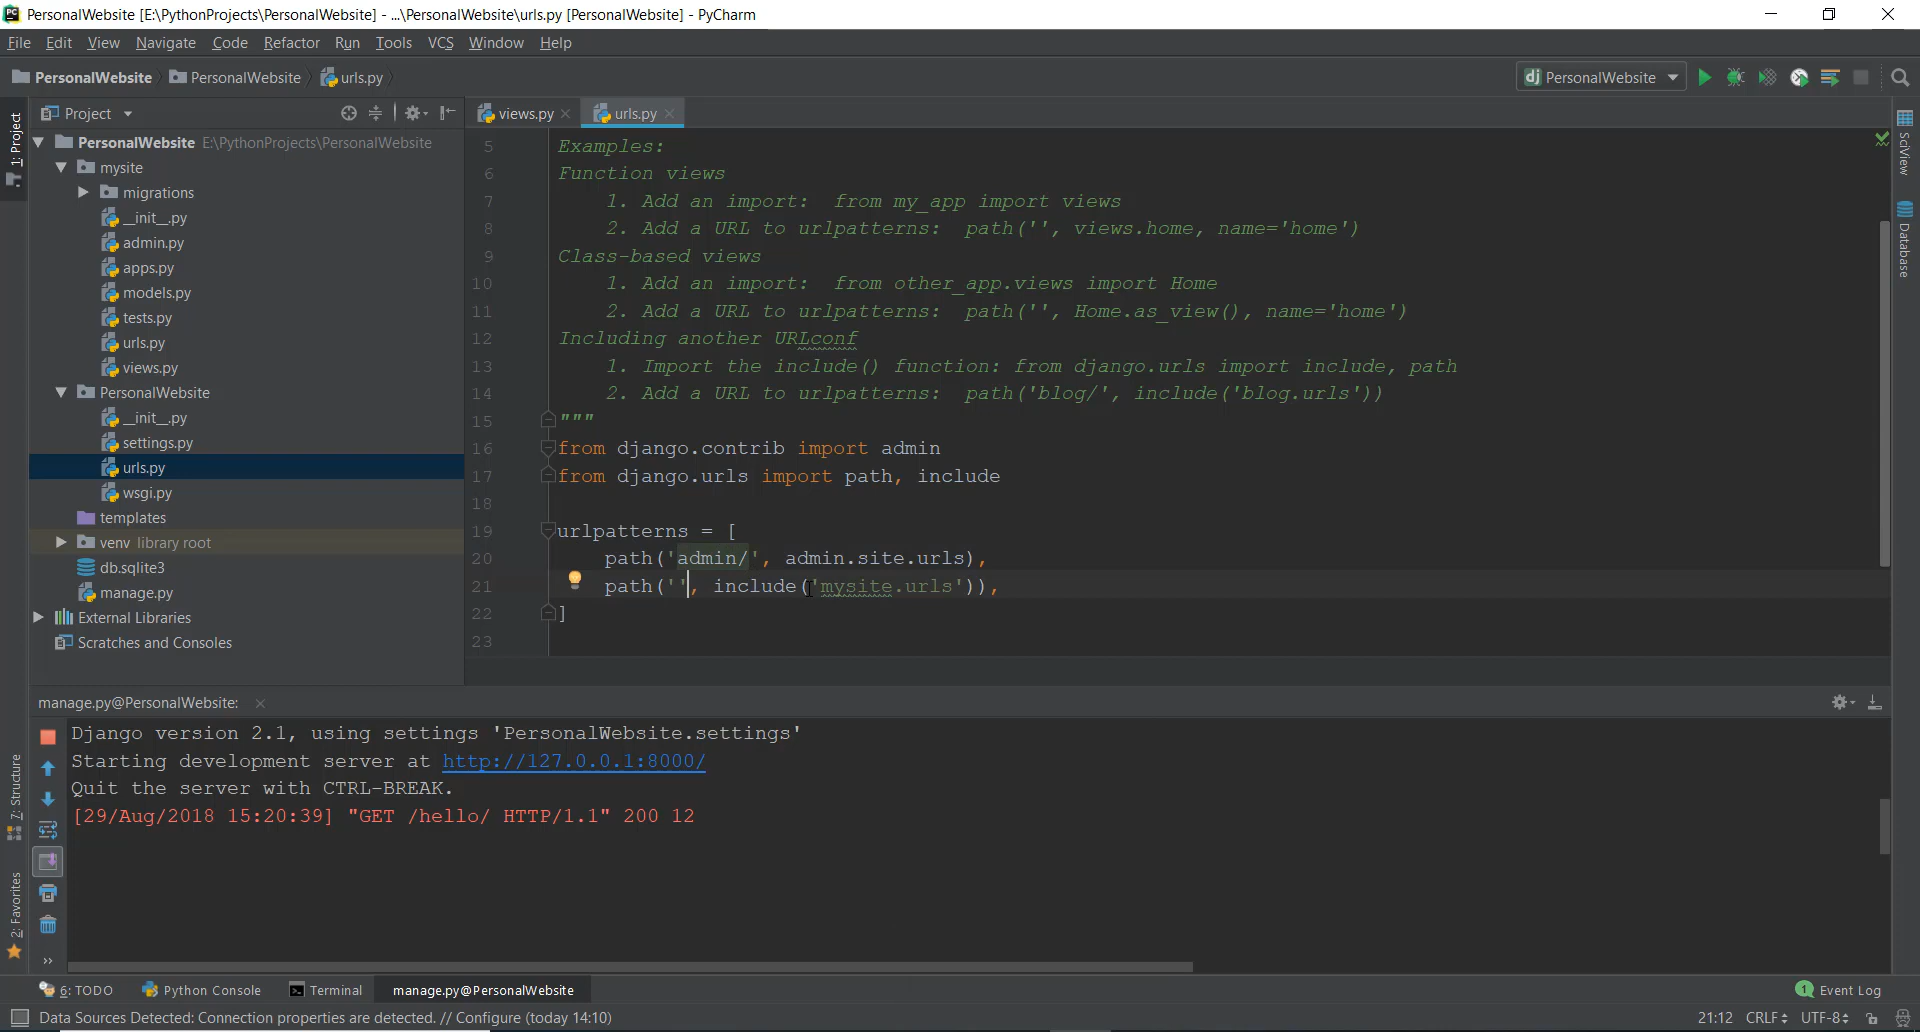 PersonalWebsite [E:\PythonProjects\PersonalWebsite] - ...\PersonalWebsite\urls.py [PersonalWebsite] - PyCharm
File Edit View Navigate Code Refactor Run Tools VCS Window Help
PersonalWebsite PersonalWebsite urls.py
dj PersonalWebsite
1: Project
Project
PersonalWebsite E:\PythonProjects\PersonalWebsite
mysite
migrations
__init__.py
admin.py
apps.py
models.py
tests.py
urls.py
views.py
PersonalWebsite
__init__.py
settings.py
urls.py
wsgi.py
templates
venv library root
db.sqlite3
manage.py
External Libraries
Scratches and Consoles
views.py urls.py
5 Examples:
6 Function views
7 1. Add an import:  from my_app import views
8 2. Add a URL to urlpatterns:  path('', views.home, name='home')
9 Class-based views
10 1. Add an import:  from other_app.views import Home
11 2. Add a URL to urlpatterns:  path('', Home.as_view(), name='home')
12 Including another URLconf
13 1. Import the include() function: from django.urls import include, path
14 2. Add a URL to urlpatterns:  path('blog/', include('blog.urls'))
15 """
16 from django.contrib import admin
17 from django.urls import path, include
18
19 urlpatterns = [
20 path('admin/', admin.site.urls),
21 path('', include('mysite.urls')),
22 ]
23
SciView
Database
manage.py@PersonalWebsite:
Django version 2.1, using settings 'PersonalWebsite.settings'
Starting development server at http://127.0.0.1:8000/
Quit the server with CTRL-BREAK.
[29/Aug/2018 15:20:39] "GET /hello/ HTTP/1.1" 200 12
7: Structure
2: Favorites
6: TODO Python Console Terminal manage.py@PersonalWebsite 1 Event Log
Data Sources Detected: Connection properties are detected. // Configure (today 14:10) 21:12 CRLF UTF-8